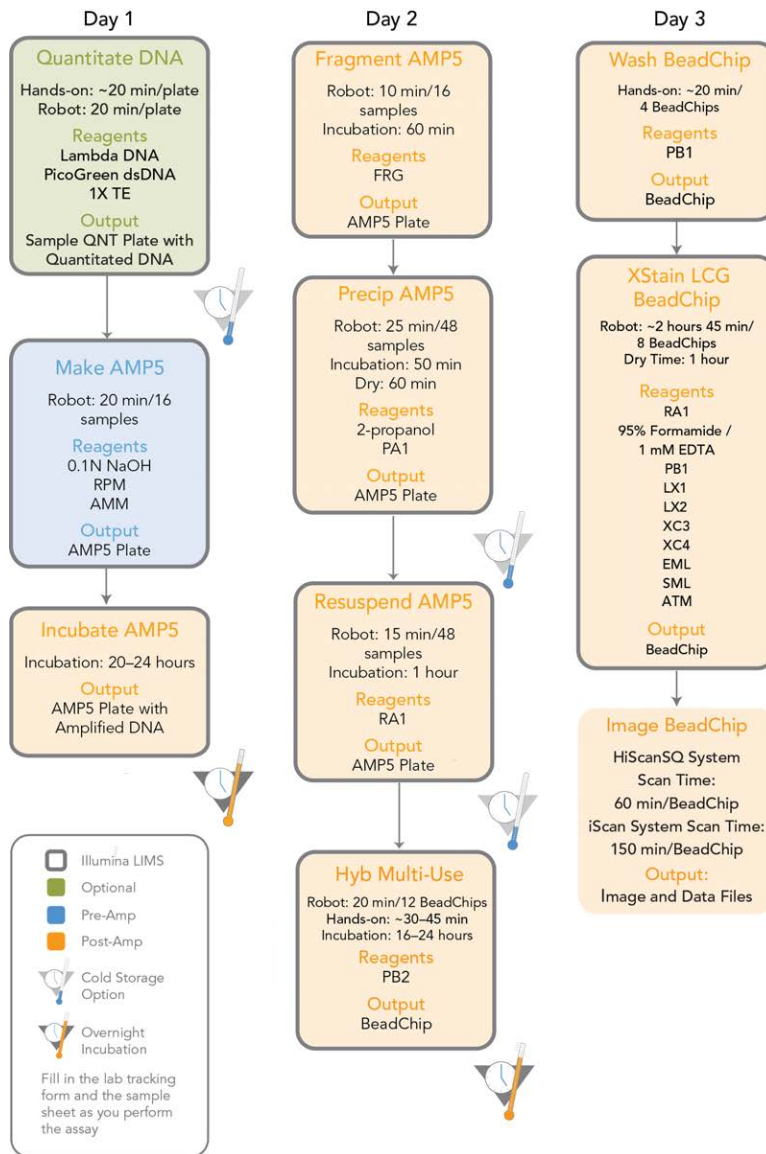 Day 1
Quantitate DNA
Hands-on: ~20 min/plate
Robot: 20 min/plate
Reagents
Lambda DNA
PicoGreen dsDNA
1X TE
Output
Sample QNT Plate with
Quantitated DNA
Make AMP5
Robot: 20 min/16
samples
Reagents
0.1N NaOH
RPM
AMM
Output
AMP5 Plate
Incubate AMP5
Incubation: 20–24 hours
Output
AMP5 Plate with
Amplified DNA
Illumina LIMS
Optional
Pre-Amp
Post-Amp
Cold Storage
Option
Overnight
Incubation
Fill in the lab tracking
form and the sample
sheet as you perform
the assay
Day 2
Fragment AMP5
Robot: 10 min/16
samples
Incubation: 60 min
Reagents
FRG
Output
AMP5 Plate
Precip AMP5
Robot: 25 min/48
samples
Incubation: 50 min
Dry: 60 min
Reagents
2-propanol
PA1
Output
AMP5 Plate
Resuspend AMP5
Robot: 15 min/48
samples
Incubation: 1 hour
Reagents
RA1
Output
AMP5 Plate
Hyb Multi-Use
Robot: 20 min/12 BeadChips
Hands-on: ~30–45 min
Incubation: 16–24 hours
Reagents
PB2
Output
BeadChip
Day 3
Wash BeadChip
Hands-on: ~20 min/
4 BeadChips
Reagents
PB1
Output
BeadChip
XStain LCG
BeadChip
Robot: ~2 hours 45 min/
8 BeadChips
Dry Time: 1 hour
Reagents
RA1
95% Formamide /
1 mM EDTA
PB1
LX1
LX2
XC3
XC4
EML
SML
ATM
Output
BeadChip
Image BeadChip
HiScanSQ System
Scan Time:
60 min/BeadChip
iScan System Scan Time:
150 min/BeadChip
Output:
Image and Data Files